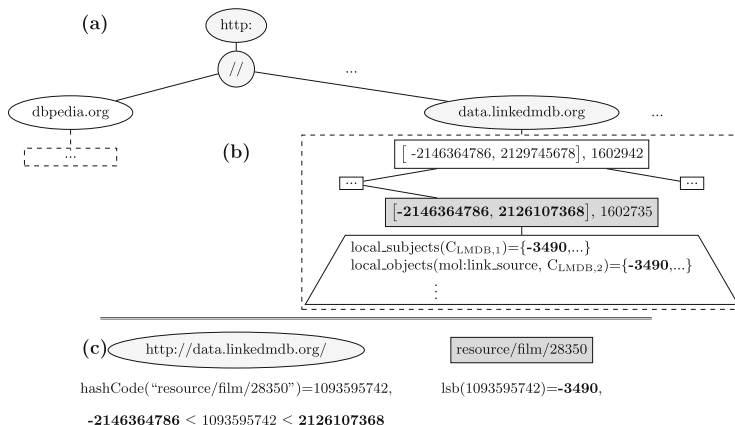 (a)
http:
//
...
dbpedia.org
data.linkedmdb.org
...
...
(b)
[ -2146364786, 2129745678], 1602942
...
...
[-2146364786, 2126107368], 1602735
local_subjects(C_LMDB,1)={-3490,...}
local_objects(mol:link_source, C_LMDB,2)={-3490,...}
⋮
(c)
http://data.linkedmdb.org/
resource/film/28350
hashCode(“resource/film/28350”)=1093595742,
lsb(1093595742)=-3490,
-2146364786 < 1093595742 < 2126107368